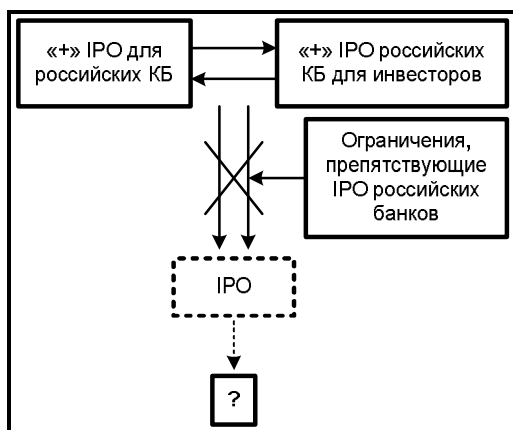 «+» IPO для
российских КБ
«+» IPO российских
КБ для инвесторов
Ограничения,
препятствующие
IPO российских
банков
IPO
?